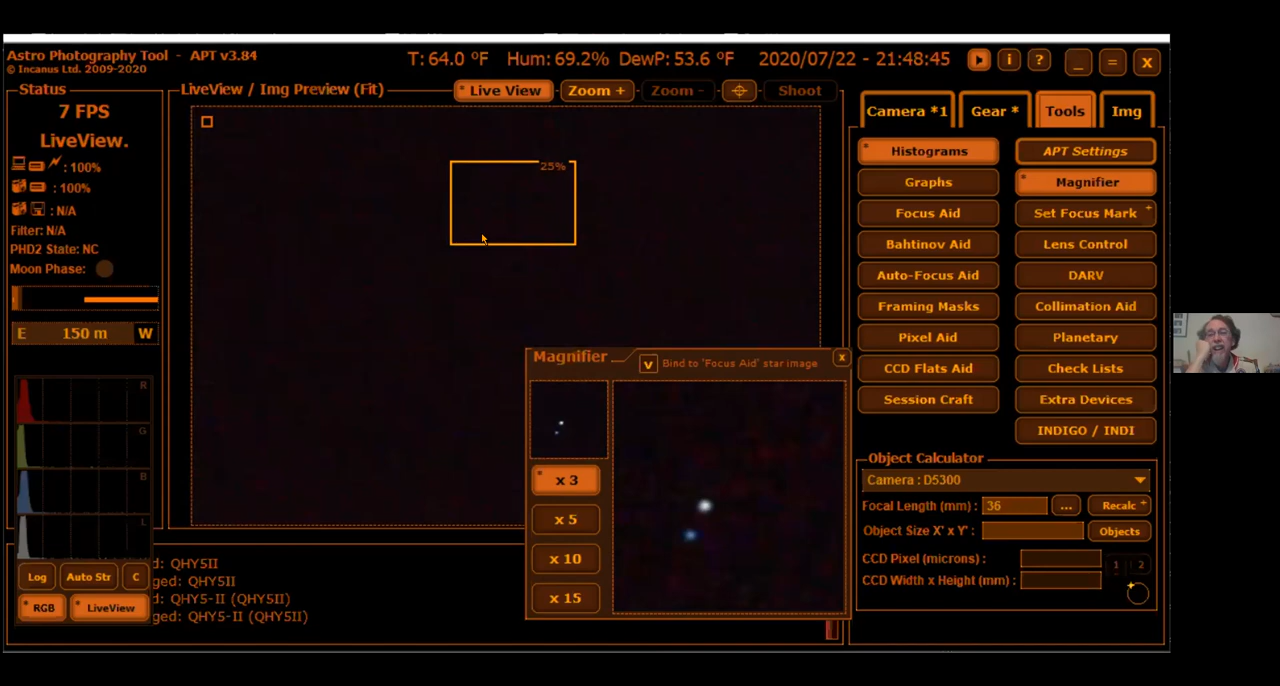 Astro Photography Tool - APT v3.84
© Incanus Ltd. 2009-2020
T: 64.0 ºF Hum: 69.2% DewP: 53.6 ºF 2020/07/22 - 21:48:45
i ? _ = X
Status
7 FPS
LiveView.
: 100%
: 100%
: N/A
Filter: N/A
PHD2 State: NC
Moon Phase:
E 150 m W
R
G
B
L
Log Auto Str C
RGB LiveView
LiveView / Img Preview (Fit)
* Live View Zoom + Zoom - Shoot
25%
d: QHY5II
ged: QHY5II
d: QHY5-II (QHY5II)
ged: QHY5-II (QHY5II)
Magnifier
v Bind to 'Focus Aid' star image x
x 3
x 5
x 10
x 15
Camera *1 Gear * Tools Img
Histograms APT Settings
Graphs Magnifier
Focus Aid Set Focus Mark +
Bahtinov Aid Lens Control
Auto-Focus Aid DARV
Framing Masks Collimation Aid
Pixel Aid Planetary
CCD Flats Aid Check Lists
Session Craft Extra Devices
INDIGO / INDI
Object Calculator
Camera : D5300
Focal Length (mm) : 36 ... Recalc +
Object Size X' x Y' : Objects
CCD Pixel (microns) : 1 2
CCD Width x Height (mm) :